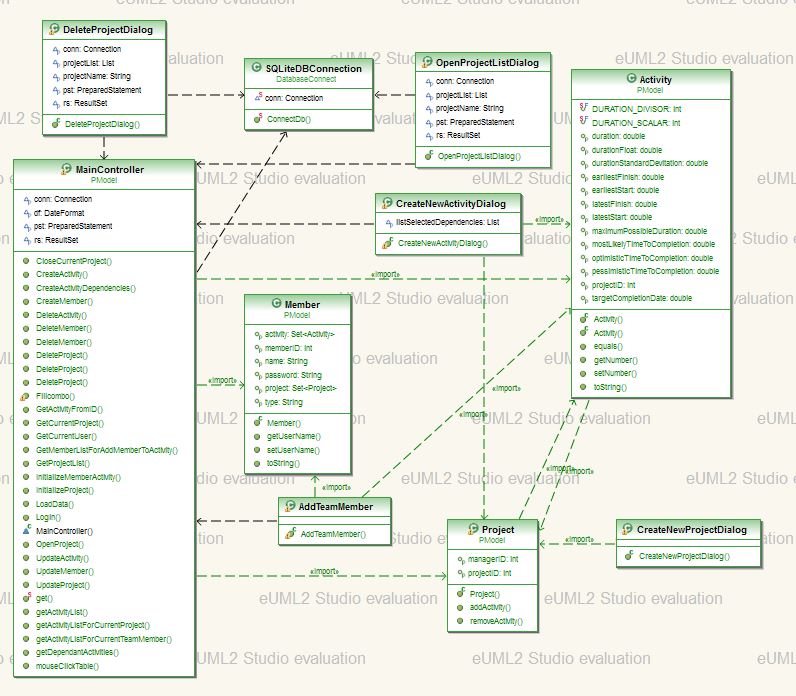 eUML2 Studio evaluation
DeleteProjectDialog
conn: Connection
projectList: List
projectName: String
pst: PreparedStatement
rs: ResultSet
DeleteProjectDialog()
SQLiteDBConnection
DatabaseConnect
conn: Connection
ConnectDb()
OpenProjectListDialog
conn: Connection
projectList: List
projectName: String
pst: PreparedStatement
rs: ResultSet
OpenProjectListDialog()
Activity
PModel
DURATION_DIVISOR: int
DURATION_SCALAR: int
duration: double
durationFloat: double
durationStandardDevitation: double
earliestFinish: double
earliestStart: double
latestFinish: double
latestStart: double
maximumPossibleDuration: double
mostLikelyTimeToCompletion: double
optimisticTimeToCompletion: double
pessimisticTimeToCompletion: double
projectID: int
targetCompletionDate: double
Activity()
Activity()
equals()
getNumber()
setNumber()
toString()
MainController
PModel
conn: Connection
df: DateFormat
pst: PreparedStatement
rs: ResultSet
CloseCurrentProject()
CreateActivity()
CreateActivityDependencies()
CreateMember()
DeleteActivity()
DeleteMember()
DeleteMember()
DeleteProject()
DeleteProject()
DeleteProject()
Fillcombo()
GetActivityFromID()
GetCurrentProject()
GetCurrentUser()
GetMemberListForAddMemberToActivity()
GetProjectList()
InitializeMemberActivity()
InitializeProject()
LoadData()
Login()
MainController()
OpenProject()
UpdateActivity()
UpdateMember()
UpdateProject()
get()
getActivityList()
getActivityListForCurrentProject()
getActivityListForCurrentTeamMember()
getDependantActivities()
mouseClickTable()
CreateNewActivityDialog
listSelectedDependencies: List
CreateNewActivityDialog()
«import»
«import»
Member
PModel
activity: Set<Activity>
memberID: int
name: String
password: String
project: Set<Project>
type: String
Member()
getUserName()
setUserName()
toString()
«import»
«import»
«import»
«import»
«import»
«import»
AddTeamMember
AddTeamMember()
Project
PModel
managerID: int
projectID: int
Project()
addActivity()
removeActivity()
«import»
«import»
CreateNewProjectDialog
CreateNewProjectDialog()